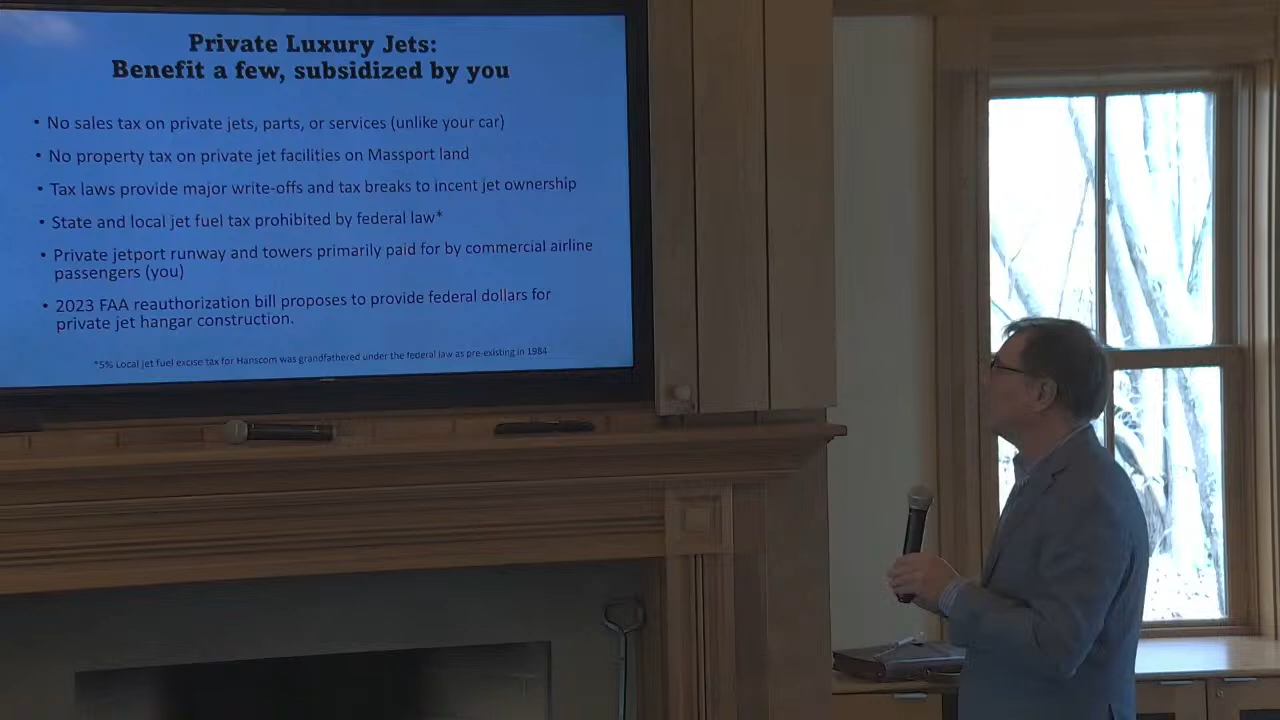 Private Luxury Jets:
Benefit a few, subsidized by you
• No sales tax on private jets, parts, or services (unlike your car)
• No property tax on private jet facilities on Massport land
• Tax laws provide major write-offs and tax breaks to incent jet ownership
• State and local jet fuel tax prohibited by federal law*
• Private jetport runway and towers primarily paid for by commercial airline
passengers (you)
• 2023 FAA reauthorization bill proposes to provide federal dollars for
private jet hangar construction.
*5% Local jet fuel excise tax for Hanscom was grandfathered under the federal law as pre-existing in 1984